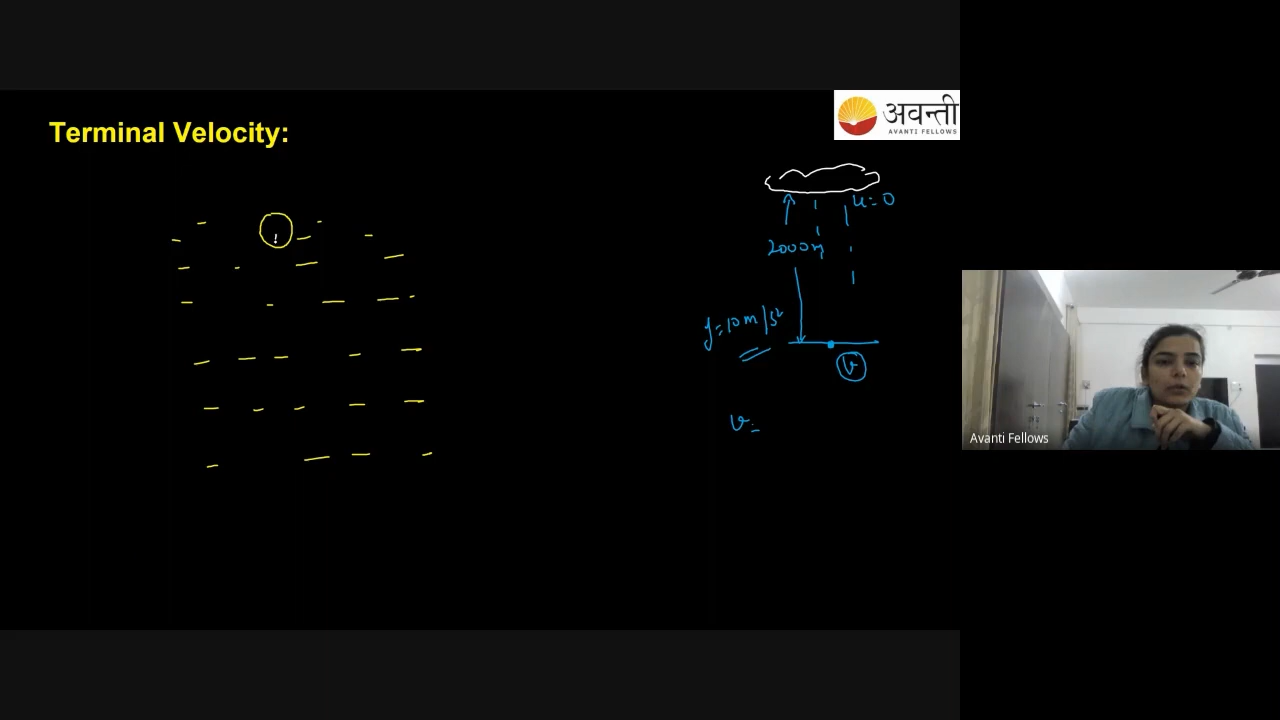 Terminal Velocity:
अवन्ती
AVANTI FELLOWS
u=0
2000m
g=10m/s²
v
v=
Avanti Fellows